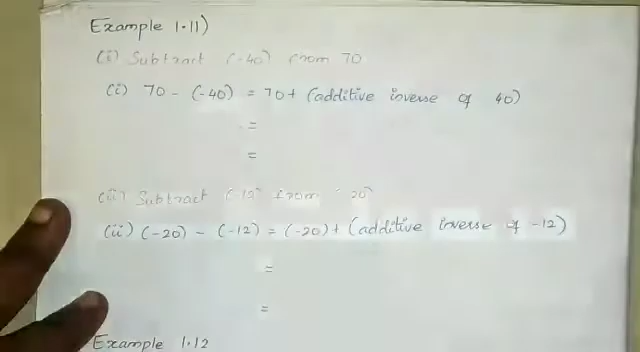 Example 1.11)
(i) Subtract (-40) from 70
(i) 70 - (-40) = 70 + (additive inverse of 40)
=
=
(ii) Subtract (-12) from (-20)
(ii) (-20) - (-12) = (-20) + (additive inverse of -12)
=
=
Example 1.12